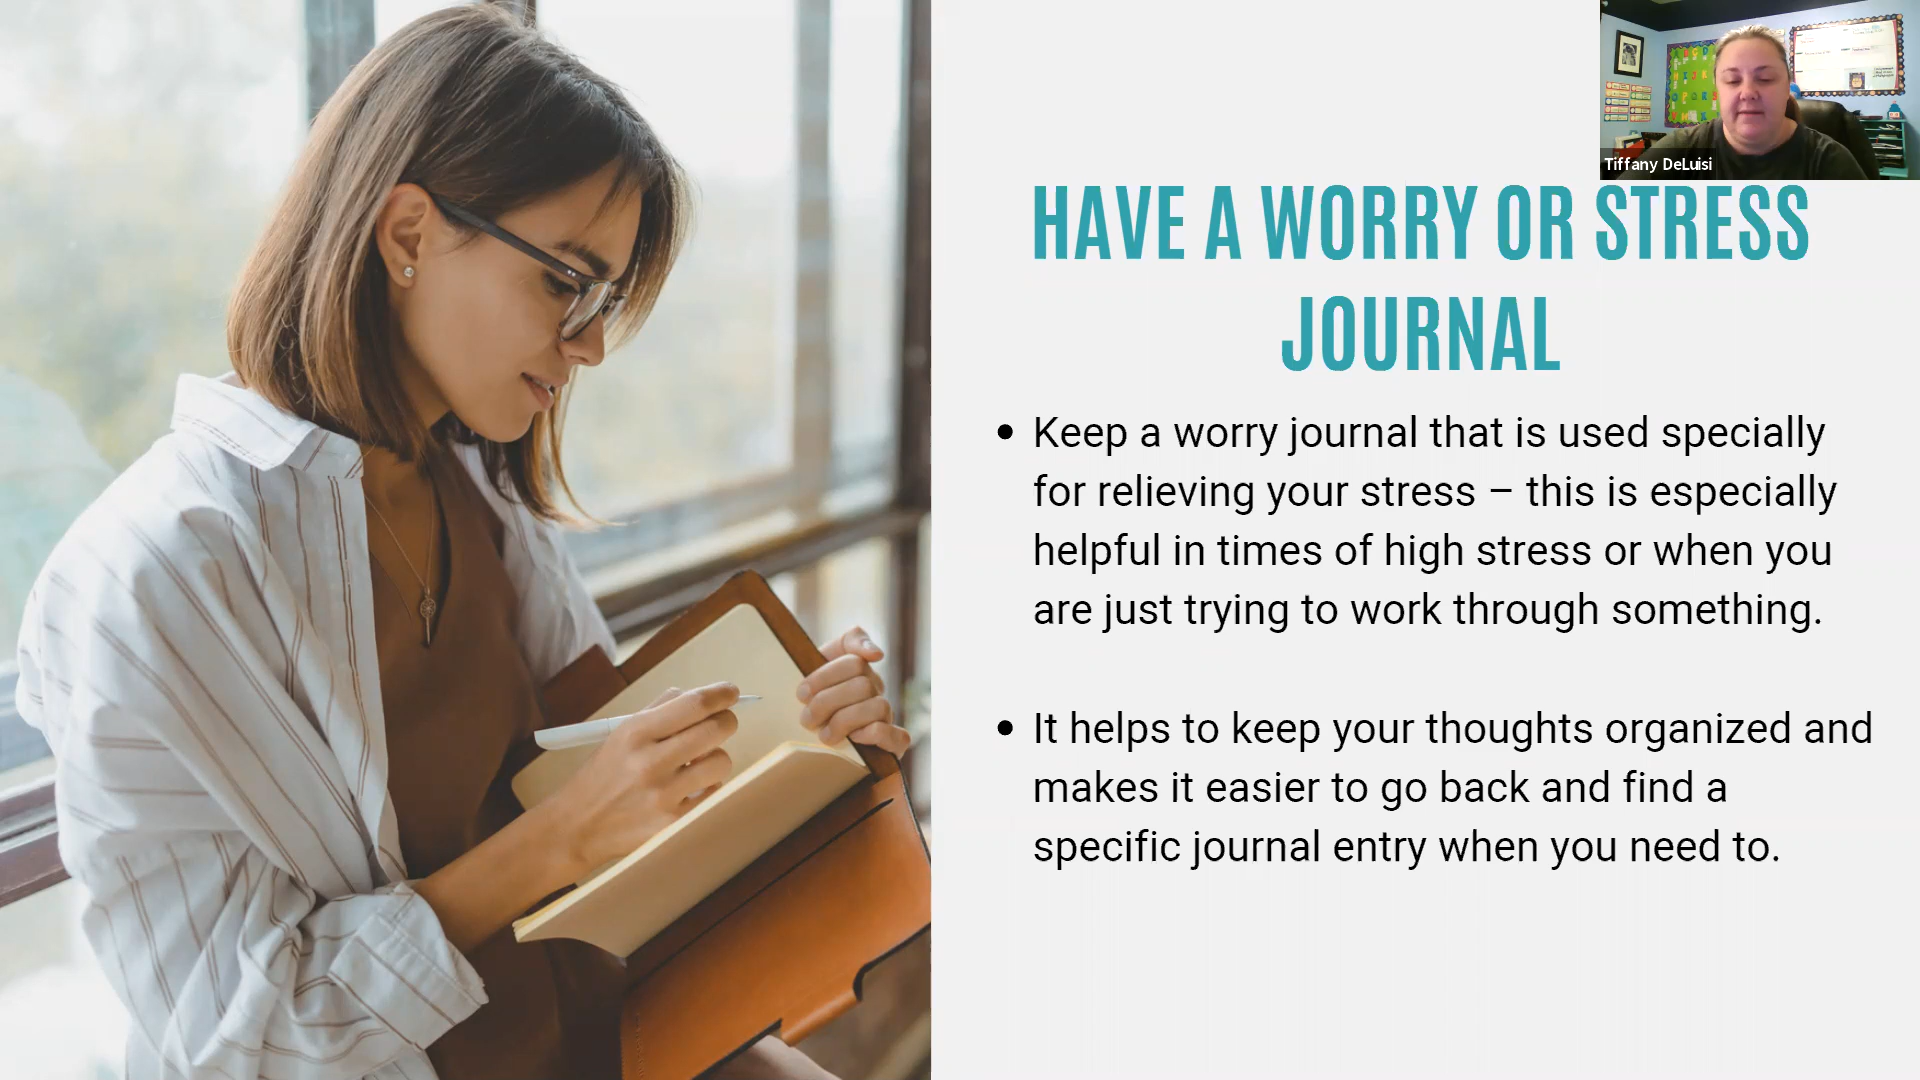 Tiffany DeLuisi
HAVE A WORRY OR STRESS
JOURNAL
• Keep a worry journal that is used specially
for relieving your stress – this is especially
helpful in times of high stress or when you
are just trying to work through something.
• It helps to keep your thoughts organized and
makes it easier to go back and find a
specific journal entry when you need to.